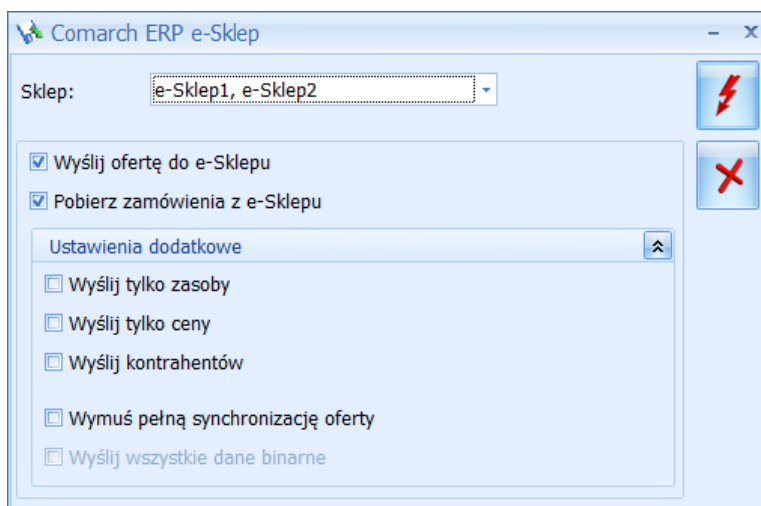 Comarch ERP e-Sklep
Sklep: e-Sklep1, e-Sklep2
Wyślij ofertę do e-Sklepu
Pobierz zamówienia z e-Sklepu
Ustawienia dodatkowe
Wyślij tylko zasoby
Wyślij tylko ceny
Wyślij kontrahentów
Wymuś pełną synchronizację oferty
Wyślij wszystkie dane binarne